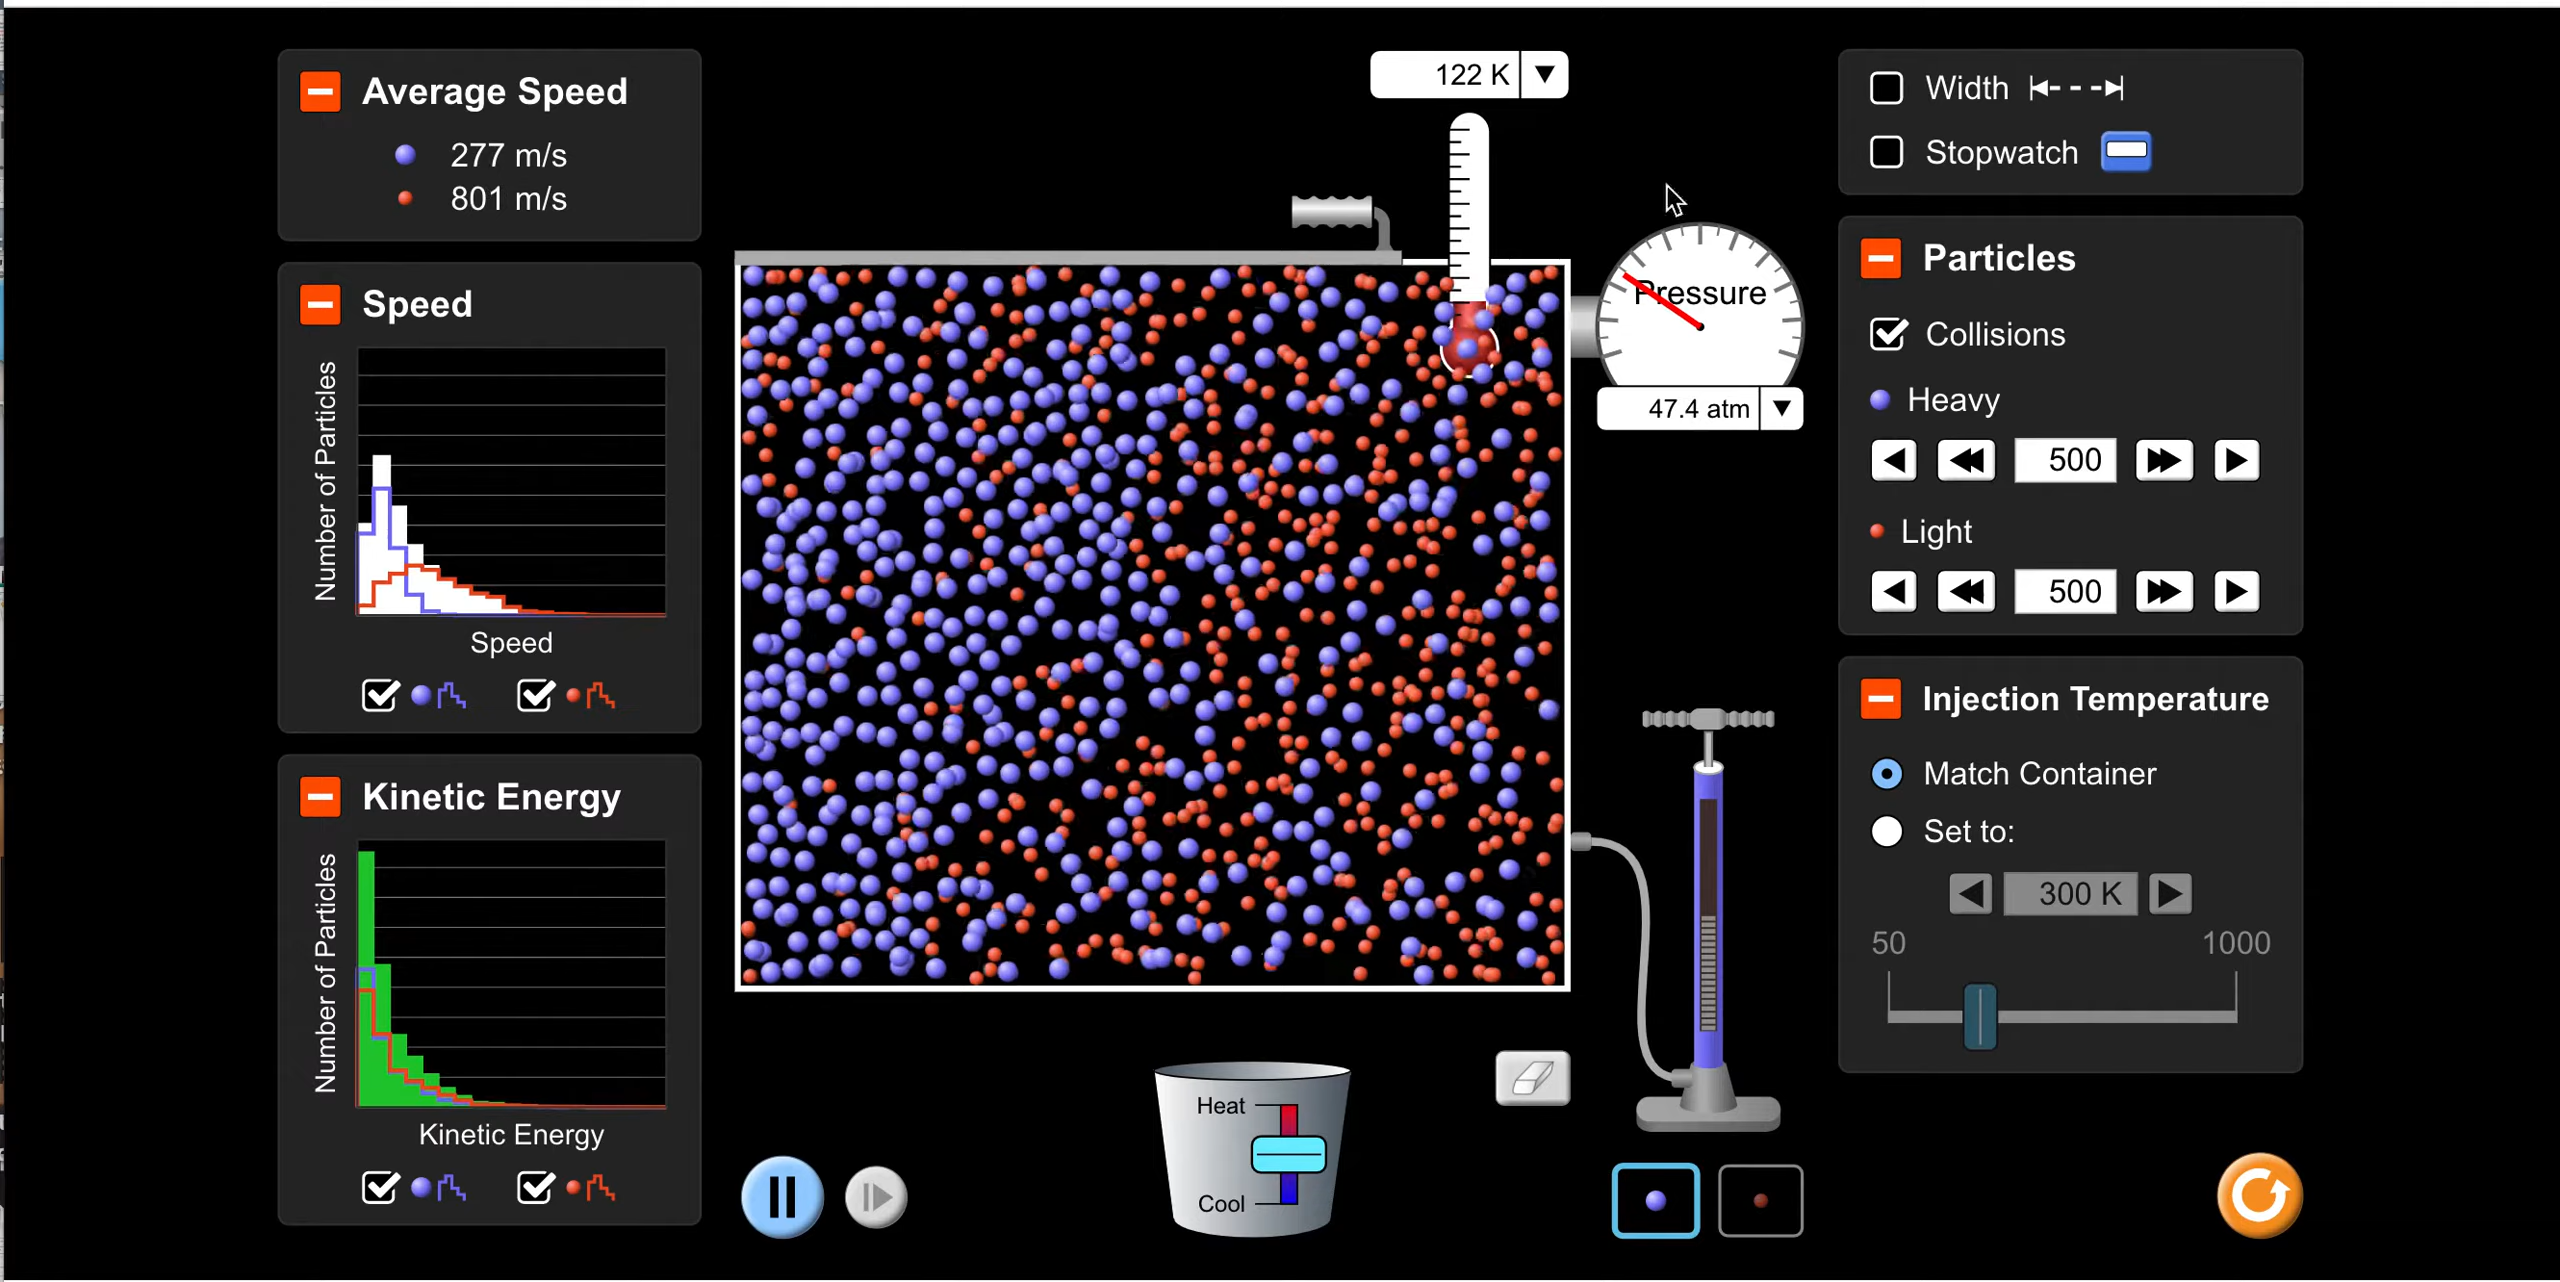 Average Speed
277 m/s
801 m/s
Speed
Number of Particles
Speed
Kinetic Energy
Number of Particles
Kinetic Energy
122 K
Pressure
47.4 atm
Heat
Cool
Width
Stopwatch
Particles
Collisions
Heavy
500
Light
500
Injection Temperature
Match Container
Set to:
300 K
50 1000